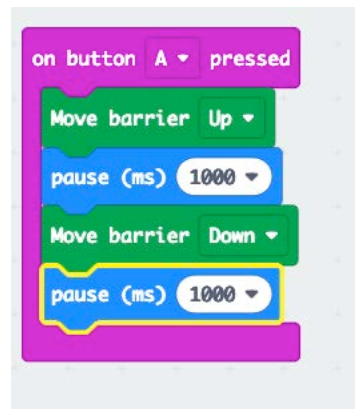 on button A pressed
Move barrier Up
pause (ms) 1000
Move barrier Down
pause (ms) 1000